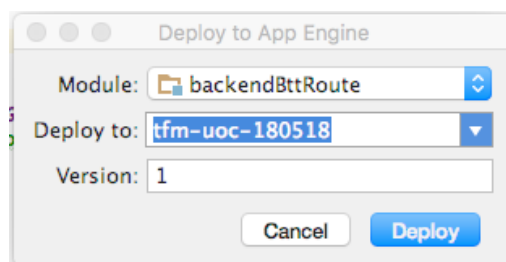 Deploy to App Engine
Module: backendBttRoute
Deploy to: tfm-uoc-180518
Version: 1
Cancel Deploy